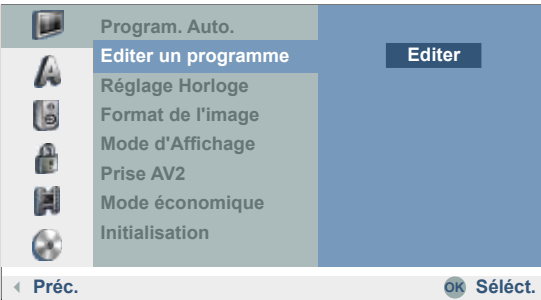 Program. Auto.
Editer un programme
Editer
Réglage Horloge
Format de l'image
Mode d'Affichage
Prise AV2
Mode économique
Initialisation
Préc.
OK Séléct.